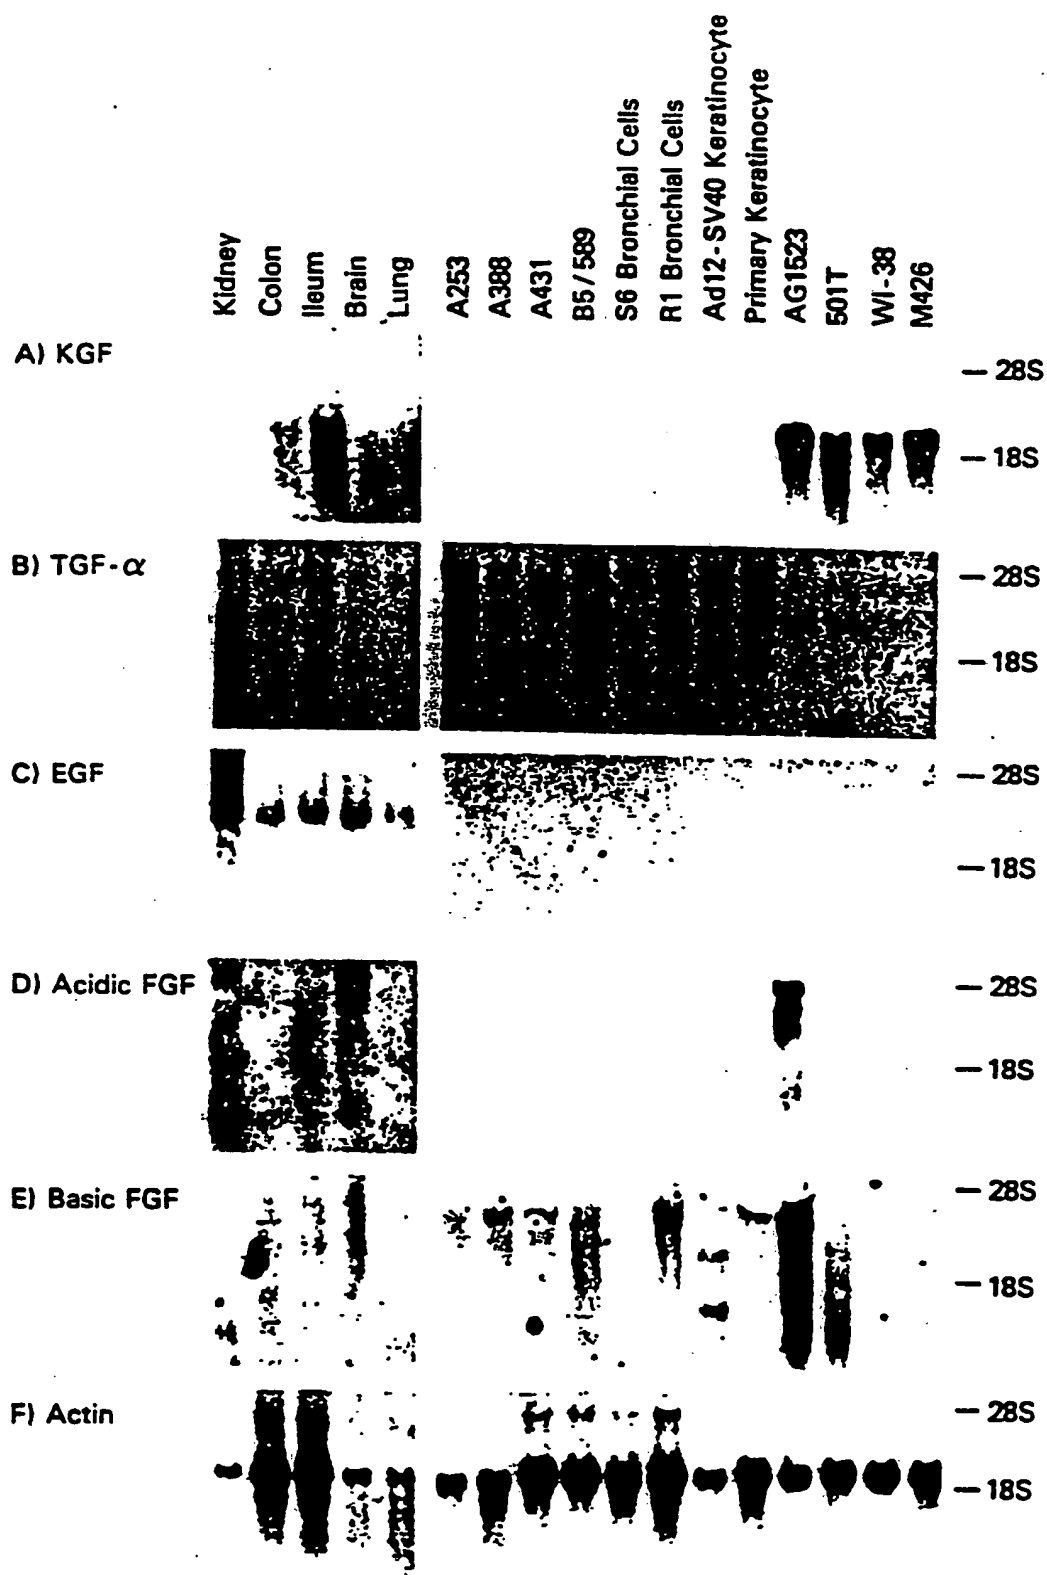 Kidney
Colon
Ileum
Brain
Lung
A253
A388
A431
B5/589
S6 Bronchial Cells
R1 Bronchial Cells
Ad12-SV40 Keratinocyte
Primary Keratinocyte
AG1523
501T
WI-38
M426
A) KGF
— 28S
— 18S
B) TGF-α
— 28S
— 18S
C) EGF
— 28S
— 18S
D) Acidic FGF
— 28S
— 18S
E) Basic FGF
— 28S
— 18S
F) Actin
— 28S
— 18S